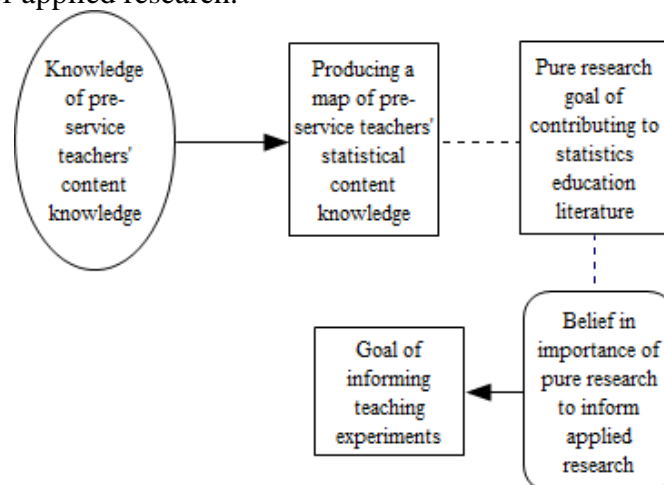 f applied research.
Knowledge
of pre-
service
teachers'
content
knowledge
Producing a
map of pre-
service teachers'
statistical
content
knowledge
Pure research
goal of
contributing to
statistics
education
literature
Belief in
importance of
pure research
to inform
applied
research
Goal of
informing
teaching
experiments